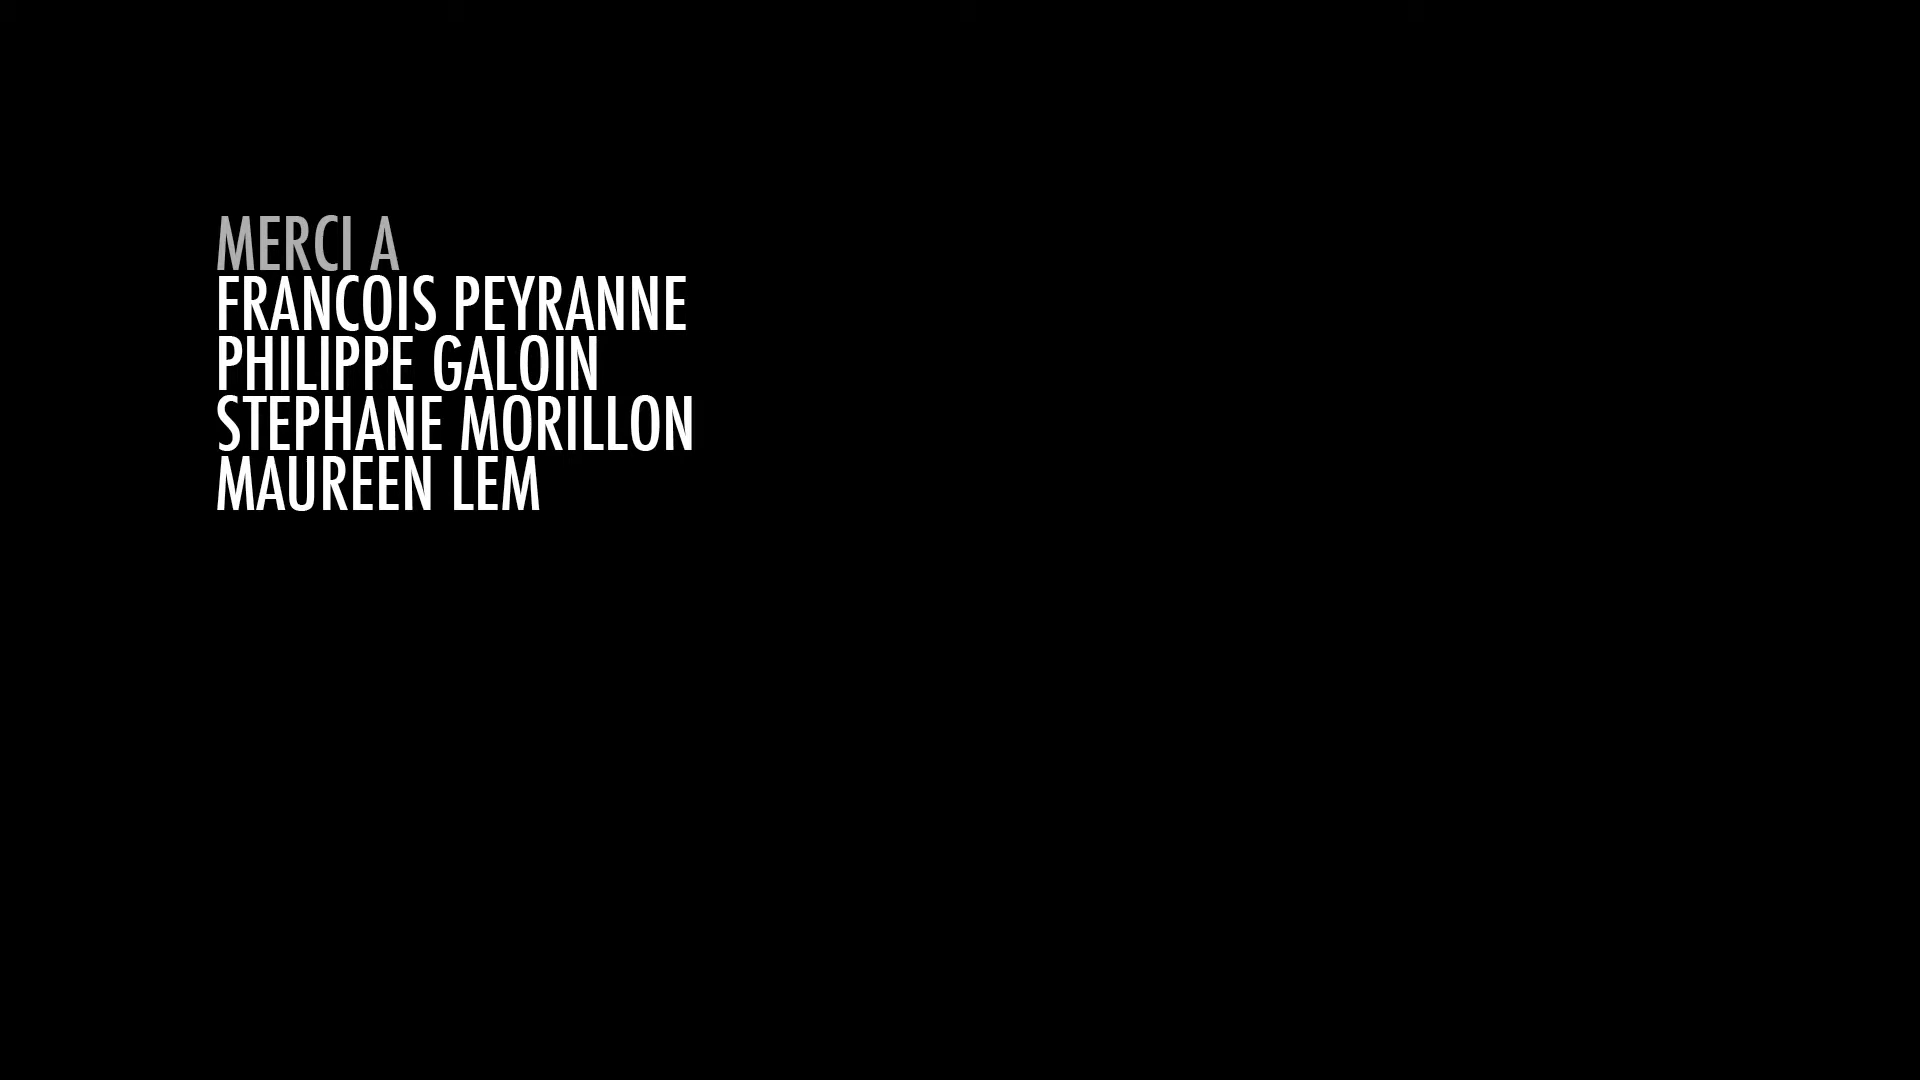 MERCI A
FRANCOIS PEYRANNE
PHILIPPE GALOIN
STEPHANE MORILLON
MAUREEN LEM